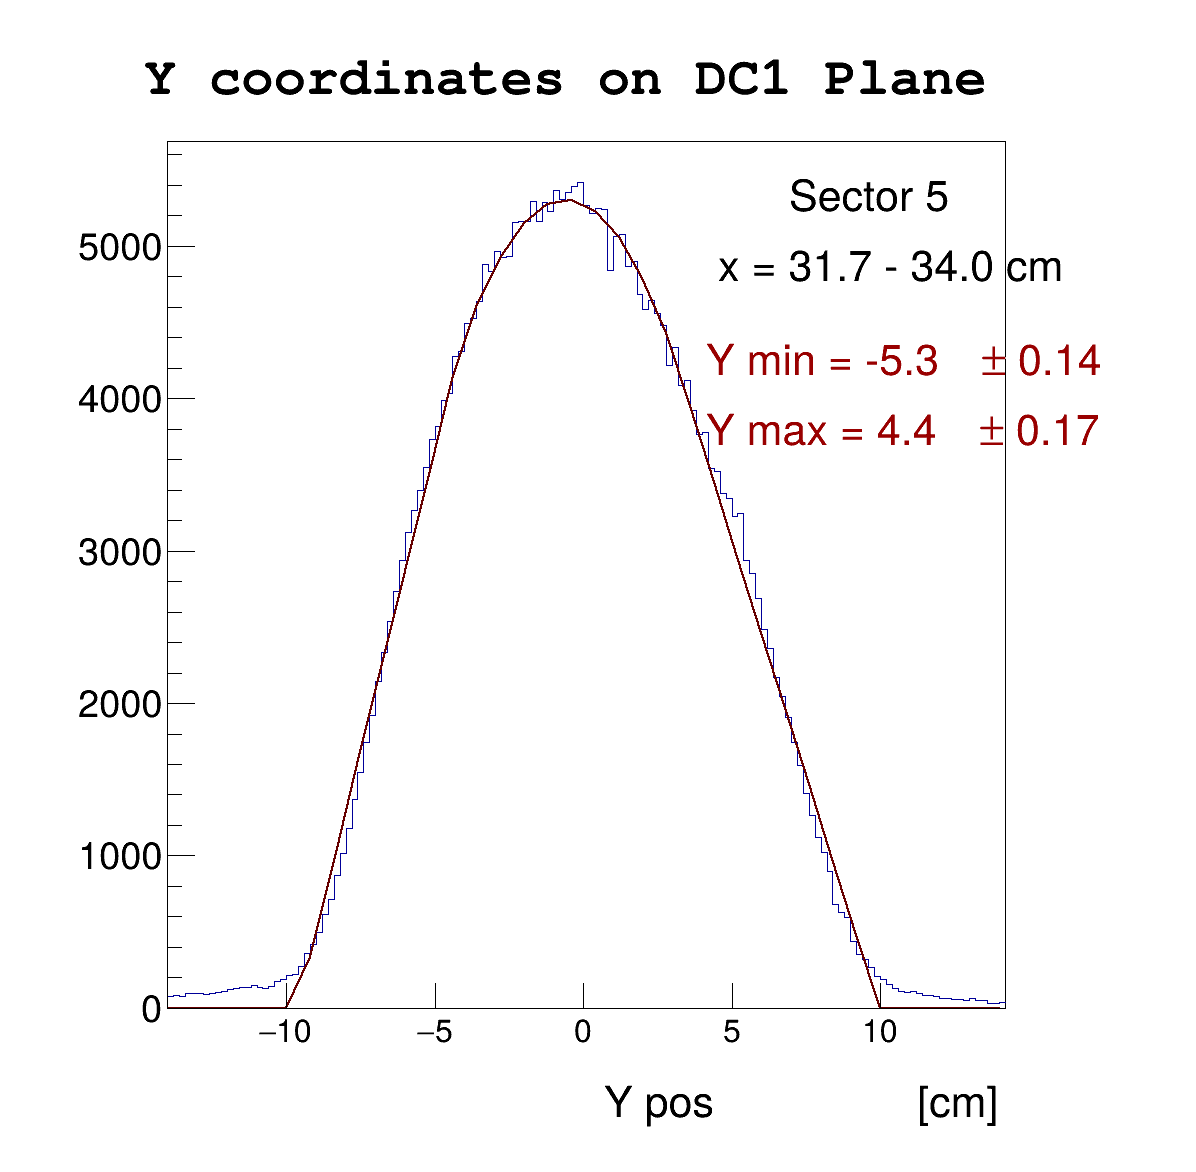 Y coordinates on DC1 Plane
Sector 5
x = 31.7 - 34.0 cm
Y min = -5.3 ± 0.14
Y max = 4.4 ± 0.17
5000
4000
3000
2000
1000
0
−10 −5 0 5 10
Y pos [cm]